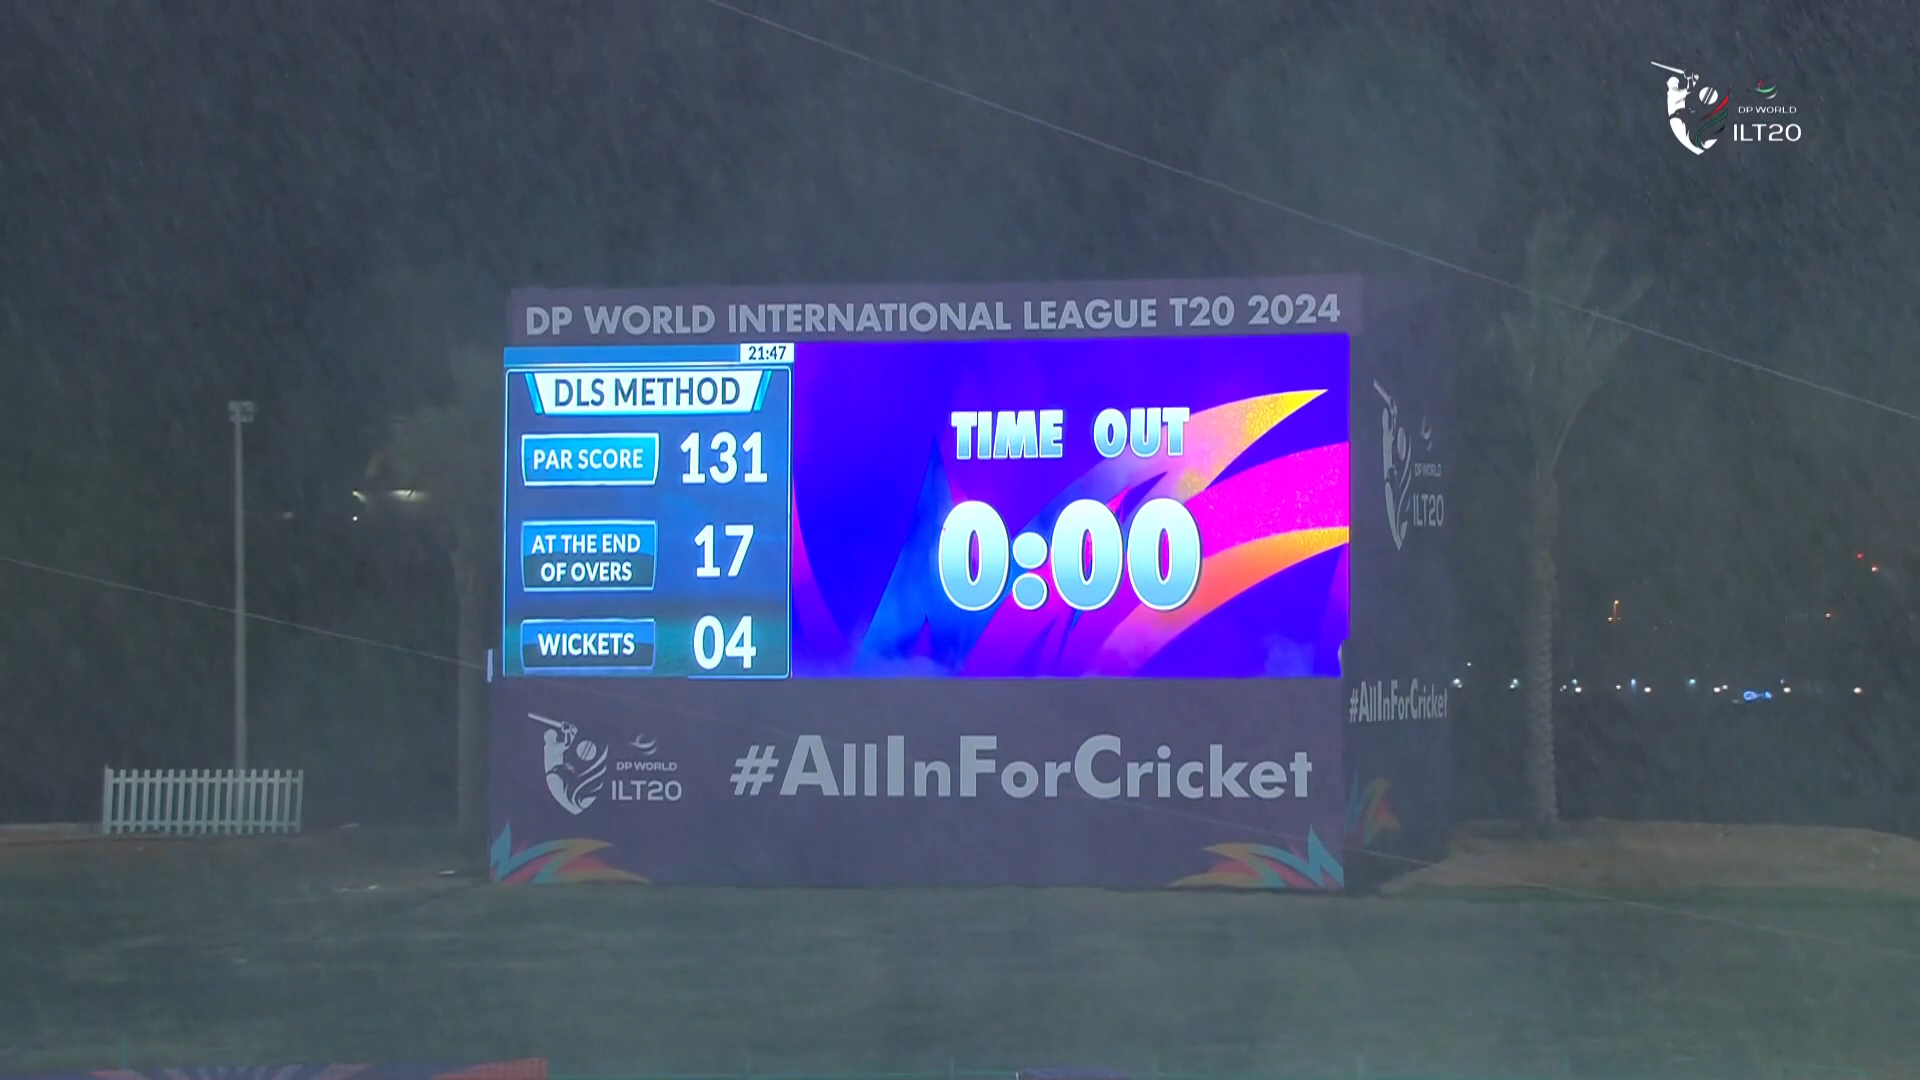 DP WORLD
ILT20
DP WORLD INTERNATIONAL LEAGUE T20 2024
21:47
DLS METHOD
PAR SCORE 131
AT THE END OF OVERS 17
WICKETS 04
TIME OUT
0:00
DP WORLD
ILT20
#AllInForCricket
DP WORLD
ILT20
#AllInForCricket